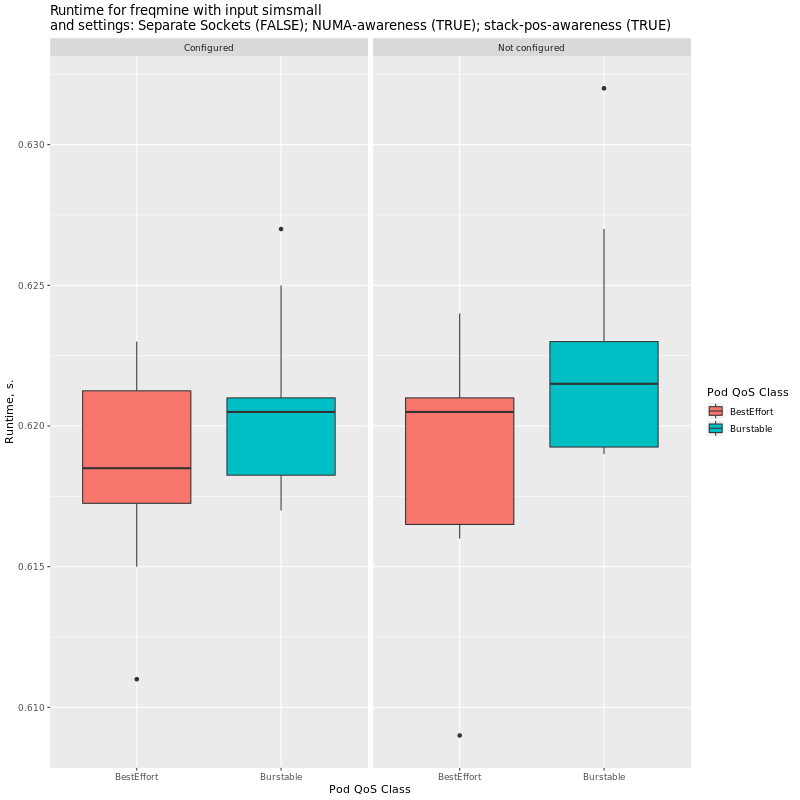 Runtime for freqmine with input simsmall
and settings: Separate Sockets (FALSE); NUMA-awareness (TRUE); stack-pos-awareness (TRUE)
Configured
Not configured
0.630
0.625
0.620
0.615
0.610
Runtime, s.
BestEffort
Burstable
BestEffort
Burstable
Pod QoS Class
Pod QoS Class
BestEffort
Burstable